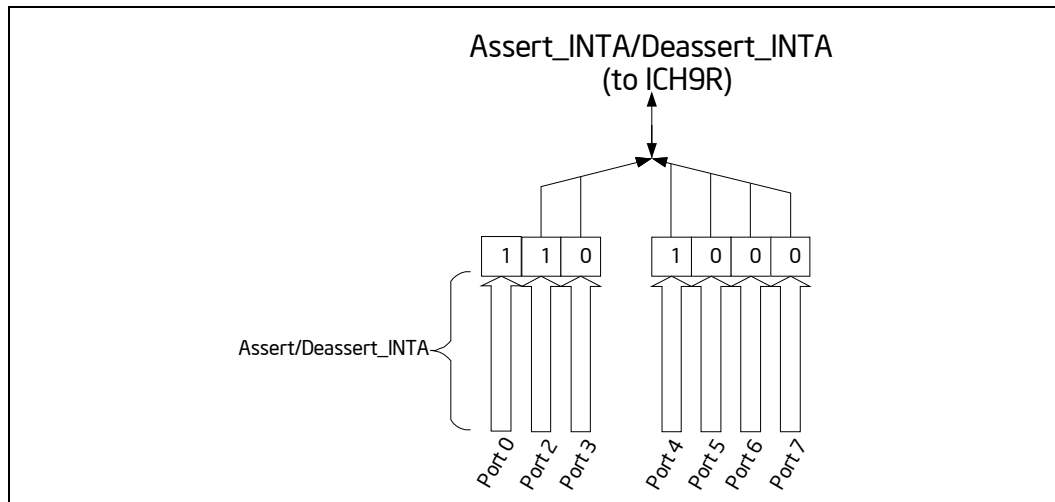 Assert_INTA/Deassert_INTA
(to ICH9R)
1 1 0 1 0 0 0
Assert/Deassert_INTA
Port 0 Port 2 Port 3 Port 4 Port 5 Port 6 Port 7